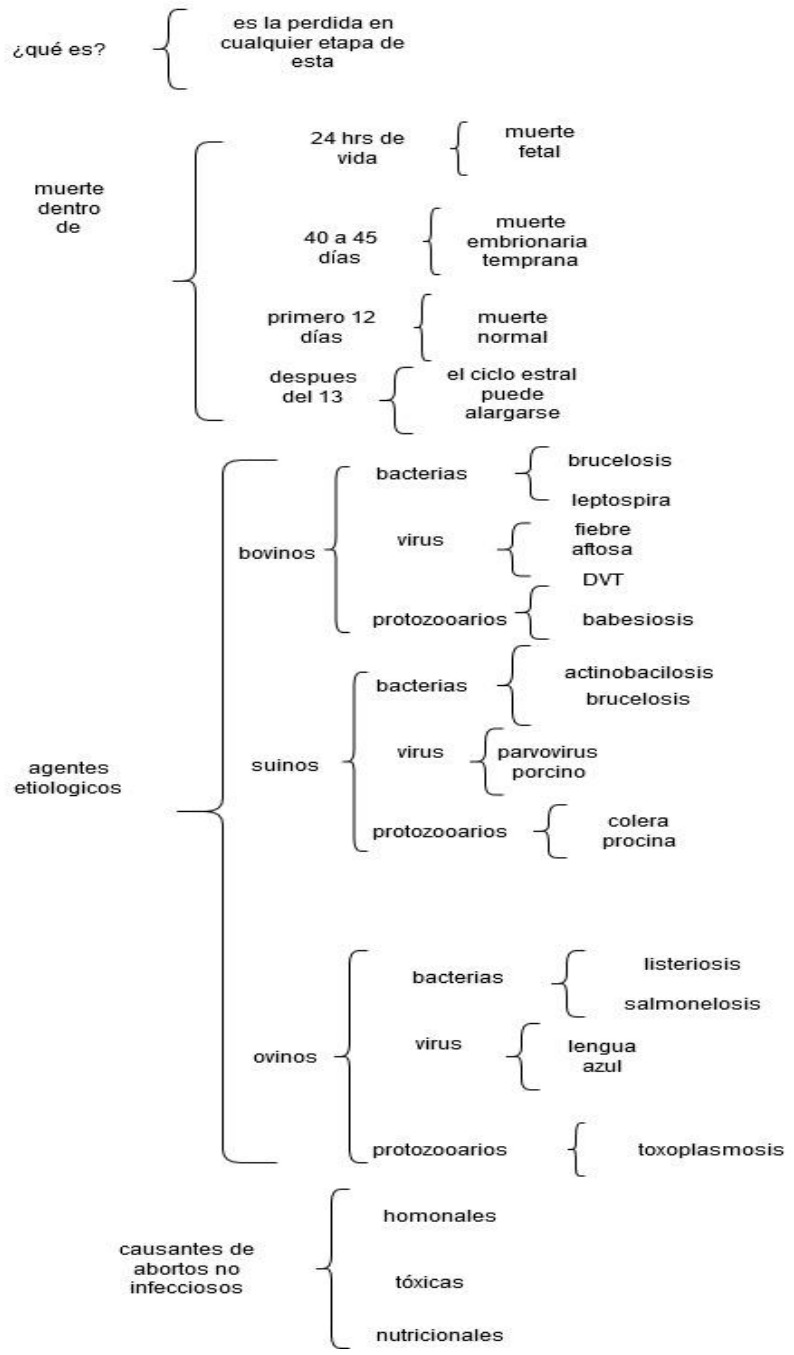 ¿qué es?
es la perdida en
cualquier etapa de
esta
muerte
dentro
de
24 hrs de
vida
muerte
fetal
40 a 45
días
muerte
embrionaria
temprana
primero 12
días
muerte
normal
despues
del 13
el ciclo estral
puede
alargarse
agentes
etiologicos
bovinos
bacterias
brucelosis
leptospira
virus
fiebre
aftosa
DVT
protozooarios
babesiosis
suinos
bacterias
actinobacilosis
brucelosis
virus
parvovirus
porcino
protozooarios
colera
procina
ovinos
bacterias
listeriosis
salmonelosis
virus
lengua
azul
protozooarios
toxoplasmosis
causantes de
abortos no
infecciosos
homonales
tóxicas
nutricionales